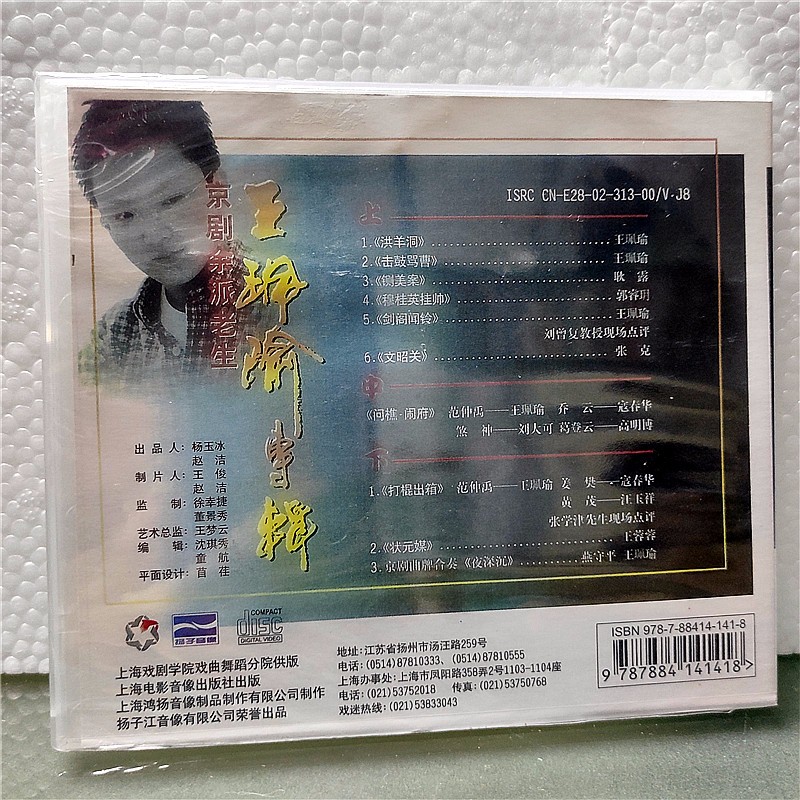 京剧余派老生
王珮瑜专辑
ISRC CN-E28-02-313-00/V·J8
上
1.《洪羊洞》……王珮瑜
2.《击鼓骂曹》……王珮瑜
3.《铡美案》……耿 露
4.《穆桂英挂帅》……郭睿玥
5.《剑阁闻铃》……王珮瑜
刘曾复教授现场点评
6.《文昭关》……张 克
中
《问樵·闹府》 范仲禹——王珮瑜 乔 云——寇春华
煞 神——刘大可 葛登云——高明博
下
1.《打棍出箱》 范仲禹——王珮瑜 姜 樊——寇春华
黄 茂——汪玉祥
张学津先生现场点评
2.《状元媒》……王蓉蓉
3.京剧曲牌合奏《夜深沉》……燕守平 王珮瑜
出品人:杨玉冰
赵 洁
制片人:王 俊
赵 洁
监 制:徐幸捷
董景秀
艺术总监:王梦云
编 辑:沈琪秀
童 航
平面设计:苜 蓿
扬子音像
COMPACT
disc
DIGITAL VIDEO
上海戏剧学院戏曲舞蹈分院供版
上海电影音像出版社出版
上海鸿扬音像制品制作有限公司制作
扬子江音像有限公司荣誉出品
地址:江苏省扬州市汤汪路259号
电话:(0514)87810333、(0514)87810555
上海办事处:上海市凤阳路358弄2号1103-1104座
电话:(021)53752018 传真:(021)53750768
戏迷热线:(021)53833043
ISBN 978-7-88414-141-8
9 787884 141418 >